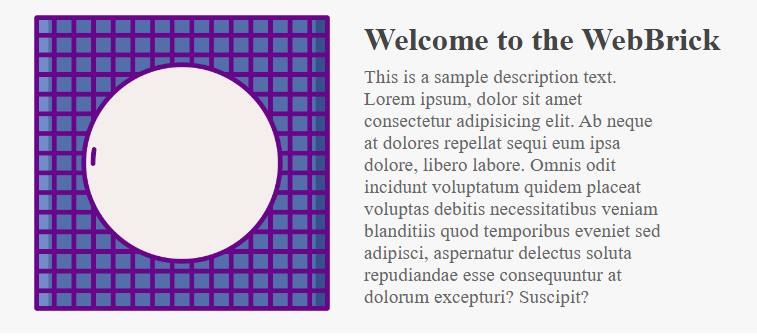 Welcome to the WebBrick
This is a sample description text.
Lorem ipsum, dolor sit amet
consectetur adipisicing elit. Ab neque
at dolores repellat sequi eum ipsa
dolore, libero labore. Omnis odit
incidunt voluptatum quidem placeat
voluptas debitis necessitatibus veniam
blanditiis quod temporibus eveniet sed
adipisci, aspernatur delectus soluta
repudiandae esse consequuntur at
dolorum excepturi? Suscipit?